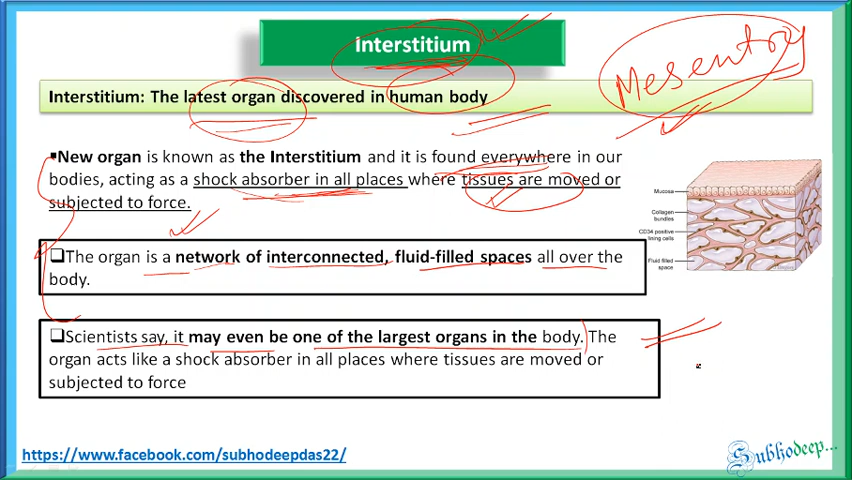 Interstitium
Mesentry
Interstitium: The latest organ discovered in human body
▪New organ is known as the Interstitium and it is found everywhere in our
bodies, acting as a shock absorber in all places where tissues are moved or
subjected to force.
Mucosa
Collagen
bundles
CD34 positive
lining cells
Fluid filled
space
❑The organ is a network of interconnected, fluid-filled spaces all over the
body.
❑Scientists say, it may even be one of the largest organs in the body. The
organ acts like a shock absorber in all places where tissues are moved or
subjected to force
https://www.facebook.com/subhodeepdas22/
Subhodeep...